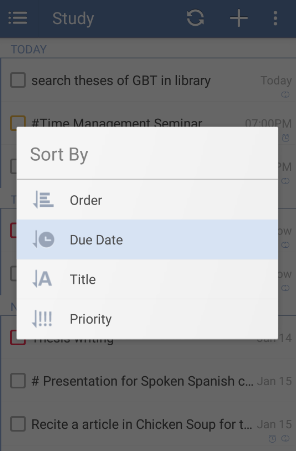 Study
TODAY
search theses of GBT in library Today
#Time Management Seminar 07:00PM
PM
Sort By
Order
Due Date
Title
Priority
Thesis writing 14
# Presentation for Spoken Spanish c... Jan 15
Recite a article in Chicken Soup for t... Jan 15